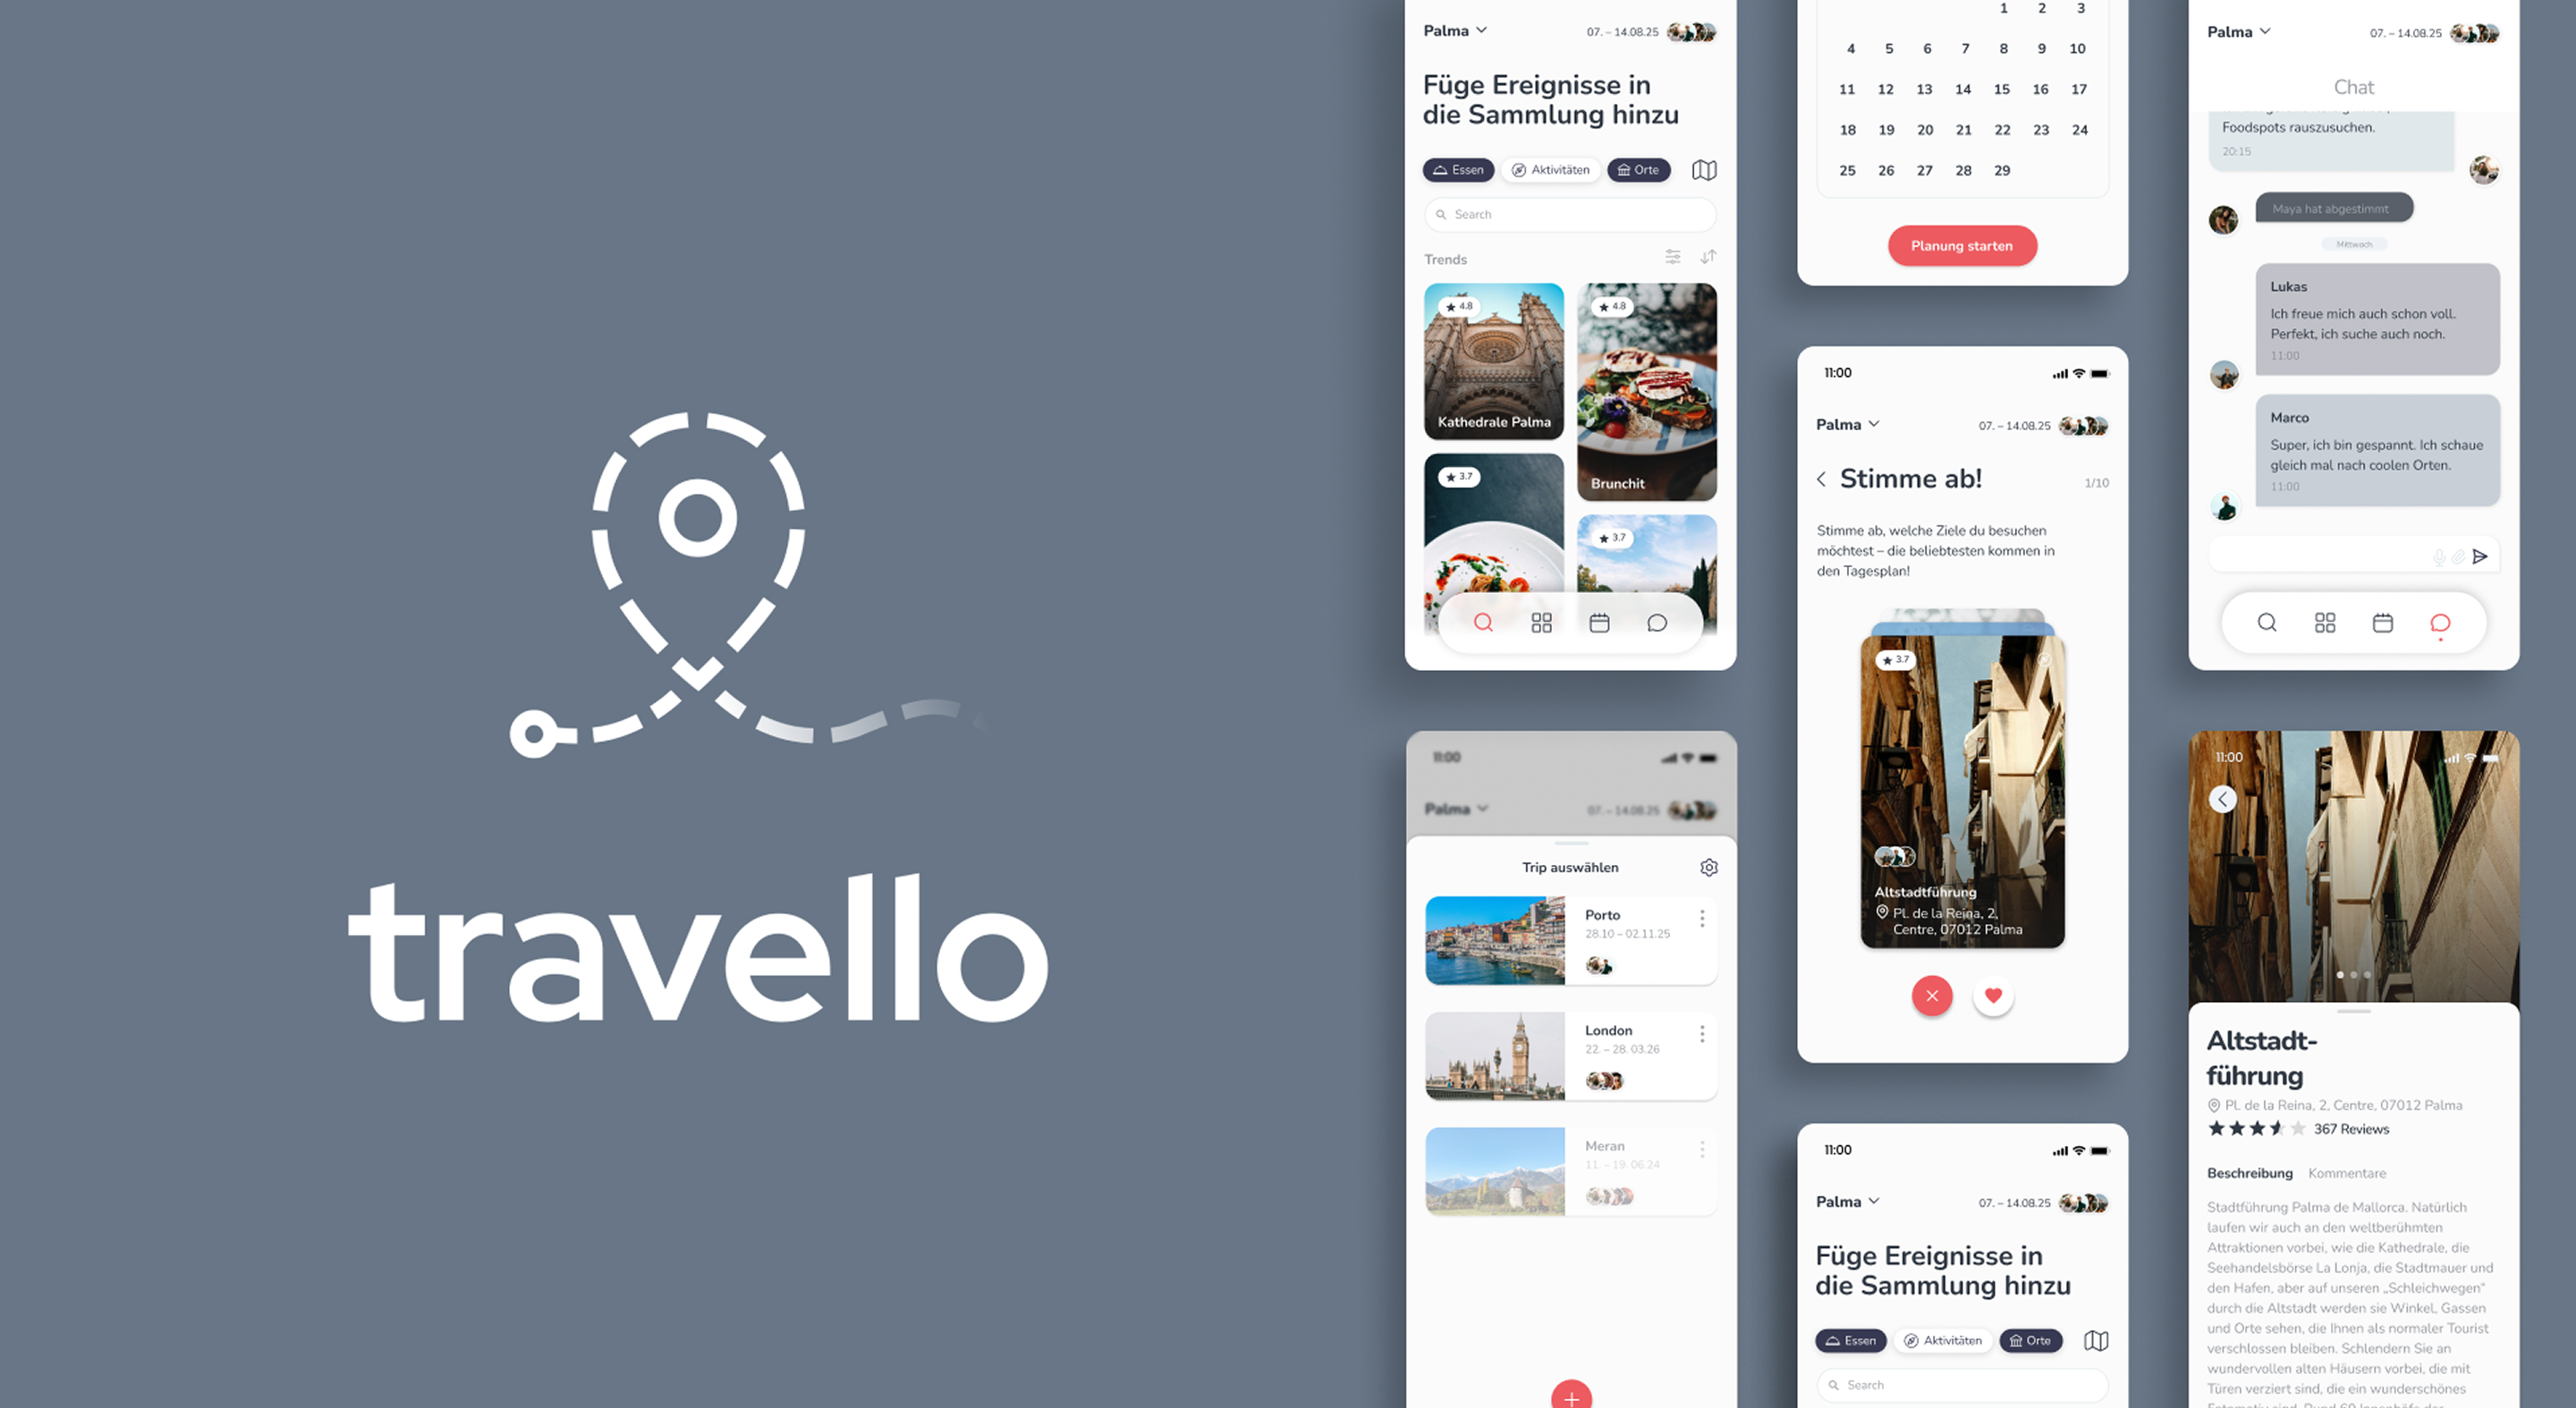 travello
Palma
07. – 14.08.25
Füge Ereignisse in
die Sammlung hinzu
Essen
Aktivitäten
Orte
Search
Trends
4.8
Kathedrale Palma
4.8
Brunchit
3.7
3.7
11:00
Palma
07. – 14.08.25
Trip auswählen
Porto
28.10 – 02.11.25
London
22. – 28. 03.26
Meran
11. – 19. 06.24
1 2 3
4 5 6 7 8 9 10
11 12 13 14 15 16 17
18 19 20 21 22 23 24
25 26 27 28 29
Planung starten
11:00
Palma
07. – 14.08.25
Stimme ab!
1/10
Stimme ab, welche Ziele du besuchen
möchtest – die beliebtesten kommen in
den Tagesplan!
3.7
Altstadtführung
Pl. de la Reina, 2,
Centre, 07012 Palma
11:00
Palma
07. – 14.08.25
Füge Ereignisse in
die Sammlung hinzu
Essen
Aktivitäten
Orte
Search
Palma
07. – 14.08.25
Chat
Foodspots rauszusuchen.
20:15
Maya hat abgestimmt
Mittwoch
Lukas
Ich freue mich auch schon voll.
Perfekt, ich suche auch noch.
11:00
Marco
Super, ich bin gespannt. Ich schaue
gleich mal nach coolen Orten.
11:00
11:00
Altstadt-
führung
Pl. de la Reina, 2, Centre, 07012 Palma
367 Reviews
Beschreibung
Kommentare
Stadtführung Palma de Mallorca. Natürlich
laufen wir auch an den weltberühmten
Attraktionen vorbei, wie die Kathedrale, die
Seehandelsbörse La Lonja, die Stadtmauer und
den Hafen, aber auf unseren „Schleichwegen“
durch die Altstadt werden sie Winkel, Gassen
und Orte sehen, die Ihnen als normaler Tourist
verschlossen bleiben. Schlendern Sie an
wundervollen alten Häusern vorbei, die mit
Türen verziert sind, die ein wunderschönes